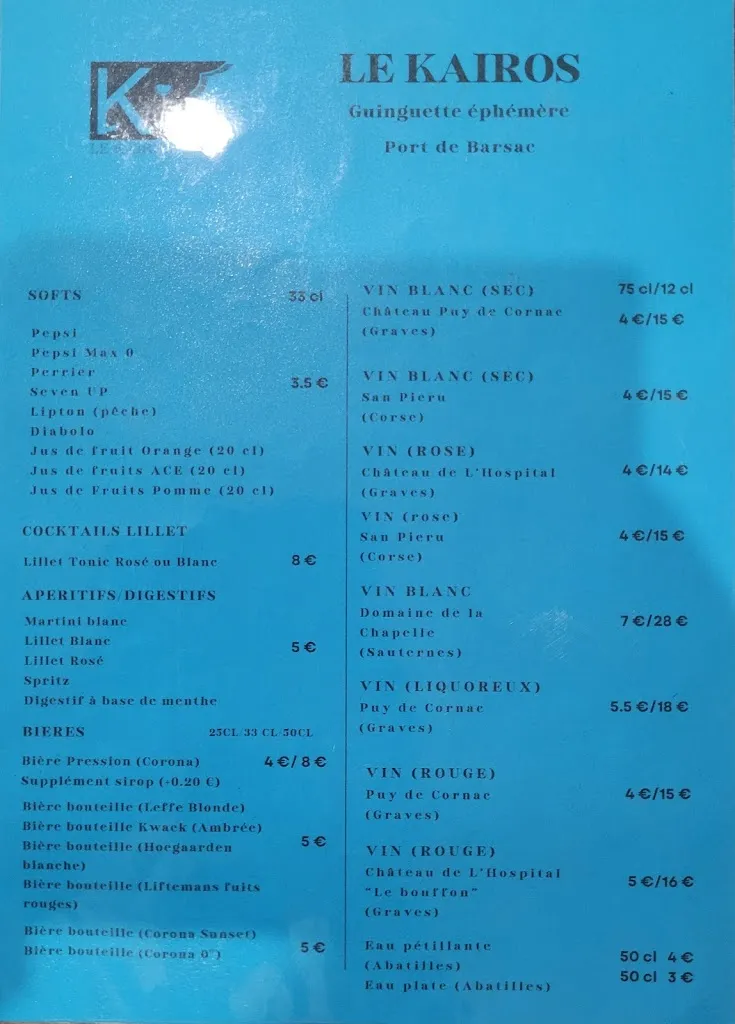 K
LE KAIROS
Guinguette éphémère
Port de Barsac
SOFTS 33 cl
Pepsi
Pepsi Max 0
Perrier
3.5 €
Seven UP
Lipton (pêche)
Diabolo
Jus de fruit Orange (20 cl)
Jus de fruits ACE (20 cl)
Jus de Fruits Pomme (20 cl)
COCKTAILS LILLET
Lillet Tonic Rosé ou Blanc 8 €
APERITIFS/DIGESTIFS
Martini blanc
Lillet Blanc
5 €
Lillet Rosé
Spritz
Digestif à base de menthe
BIERES 25CL/33 CL/50CL
Bière Pression (Corona) 4 €/ 8 €
Supplément sirop (+0.20 €)
Bière bouteille (Leffe Blonde)
Bière bouteille Kwack (Ambrée)
Bière bouteille (Hoegaarden 5 €
blanche)
Bière bouteille (Liftemans fuits
rouges)
Bière bouteille (Corona Sunset)
Bière bouteille (Corona 0°) 5 €
VIN BLANC (SEC) 75 cl/12 cl
Château Puy de Cornac 4 €/15 €
(Graves)
VIN BLANC (SEC)
San Pieru 4 €/15 €
(Corse)
VIN (ROSE)
Château de L'Hospital 4 €/14 €
(Graves)
VIN (rose)
San Pieru 4 €/15 €
(Corse)
VIN BLANC
Domaine de la 7 €/28 €
Chapelle
(Sauternes)
VIN (LIQUOREUX)
Puy de Cornac 5.5 €/18 €
(Graves)
VIN (ROUGE)
Puy de Cornac 4 €/15 €
(Graves)
VIN (ROUGE)
Château de L'Hospital 5 €/16 €
"Le bouffon"
(Graves)
Eau pétillante 50 cl 4 €
(Abatilles)
50 cl 3 €
Eau plate (Abatilles)